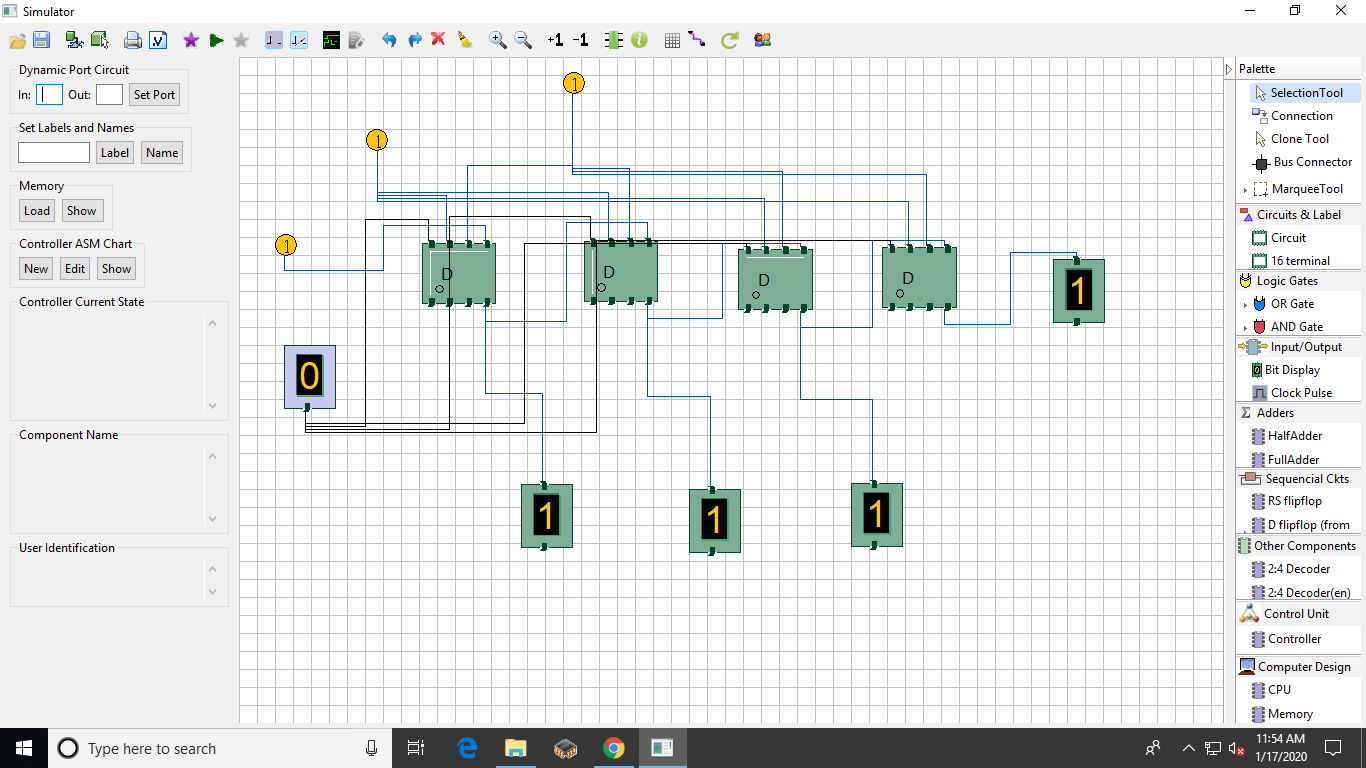 Simulator
+1 -1
Dynamic Port Circuit
In: Out: Set Port
Set Labels and Names
Label Name
Memory
Load Show
Controller ASM Chart
New Edit Show
Controller Current State
Component Name
User Identification
1
1
1
D
D
D
D
1
0
1
1
1
Palette
SelectionTool
Connection
Clone Tool
Bus Connector
MarqueeTool
Circuits & Label
Circuit
16 terminal
Logic Gates
OR Gate
AND Gate
Input/Output
Bit Display
Clock Pulse
Σ Adders
HalfAdder
FullAdder
Sequencial Ckts
RS flipflop
D flipflop (from
Other Components
2:4 Decoder
2:4 Decoder(en)
Control Unit
Controller
Computer Design
CPU
Memory
Type here to search
11:54 AM
1/17/2020